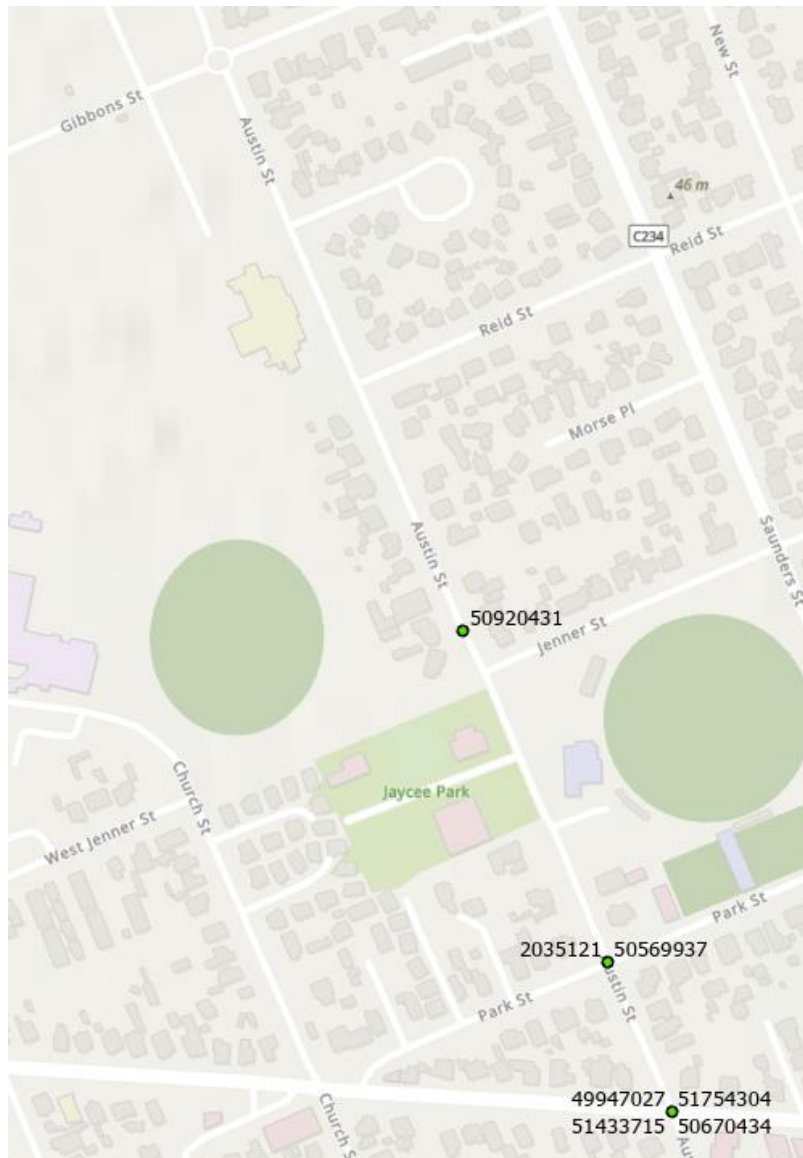 New St
Gibbons St
Austin St
46 m
C234
Reid St
Reid St
Morse Pl
Austin St
Saunders St
50920431
Jenner St
Church St
Jaycee Park
West Jenner St
Park St
2035121 50569937
Austin St
Park St
49947027 51754304
51433715 50670434
Church St